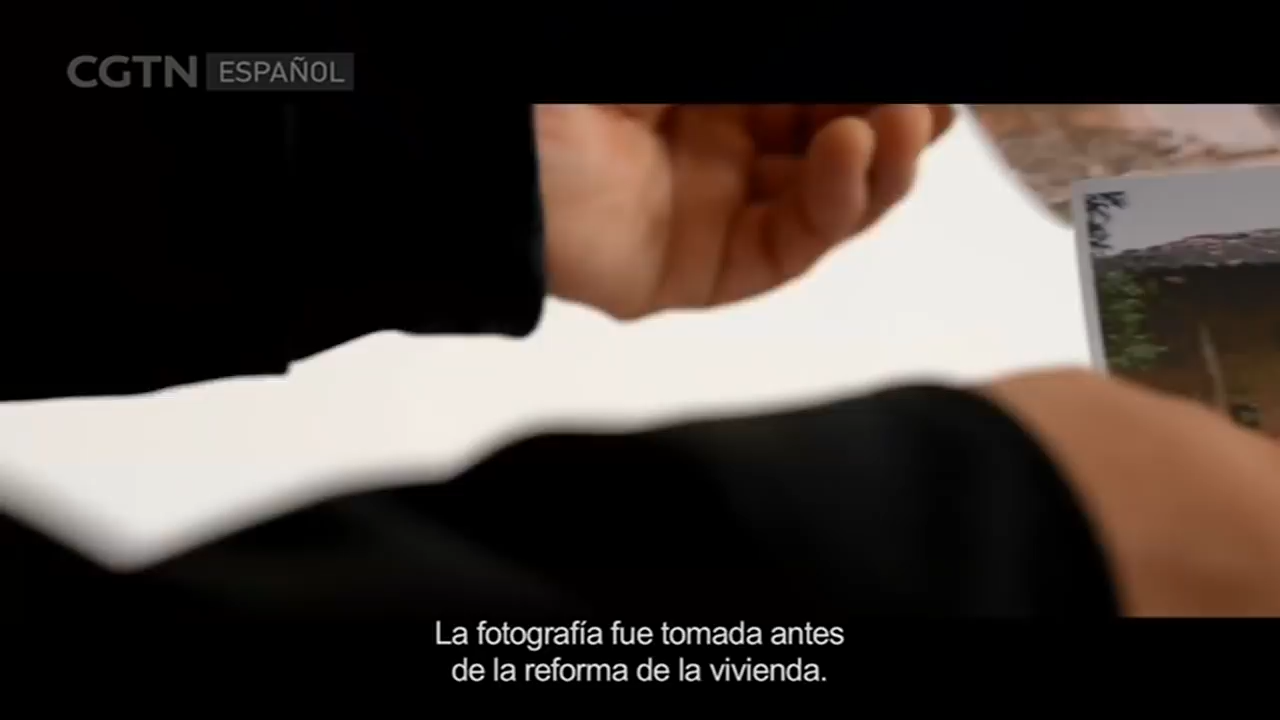 CGTN ESPAÑOL
La fotografía fue tomada antes
de la reforma de la vivienda.